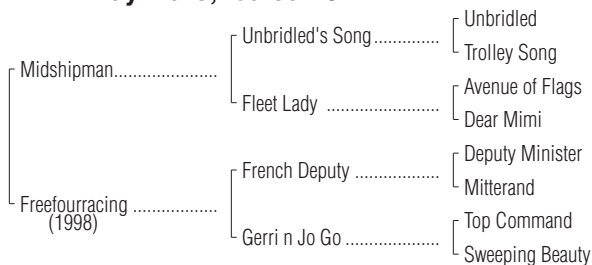 Unbridled
Unbridled's Song
Trolley Song
Midshipman
Avenue of Flags
Fleet Lady
Dear Mimi
Deputy Minister
French Deputy
Mitterand
Freefourracing
(1998)
Top Command
Gerri n Jo Go
Sweeping Beauty